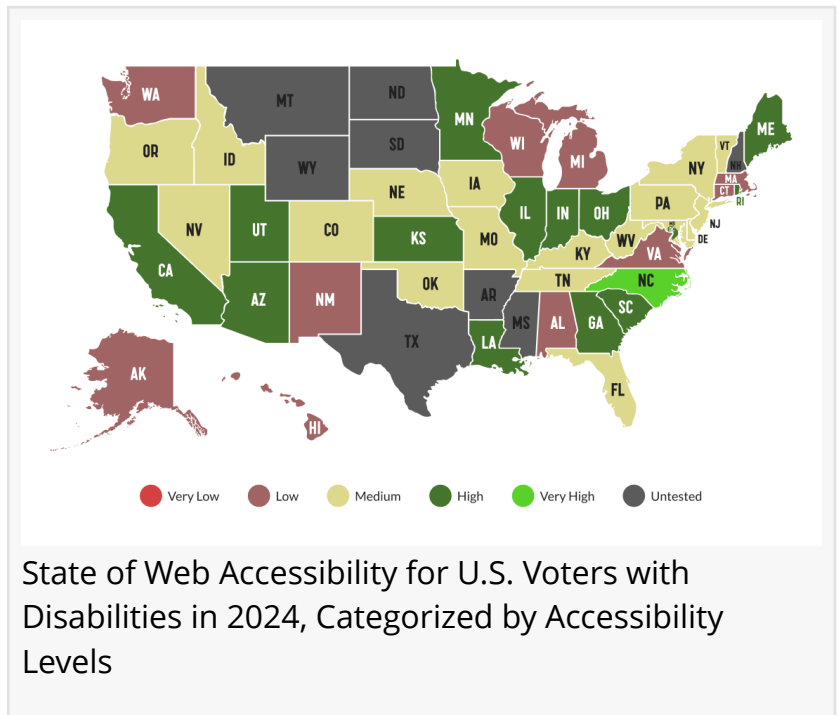 WA
MT
ND
MN
ME
OR
ID
SD
WI
MI
VT
NH
WY
NY
MA
CT
RI
NE
IA
PA
NV
UT
CO
IL
IN
OH
NJ
KS
MO
WV
DE
CA
KY
VA
AZ
NM
OK
TN
NC
AR
SC
TX
MS
AL
GA
LA
AK
FL
HI
Very Low Low Medium High Very High Untested
State of Web Accessibility for U.S. Voters with
Disabilities in 2024, Categorized by Accessibility
Levels